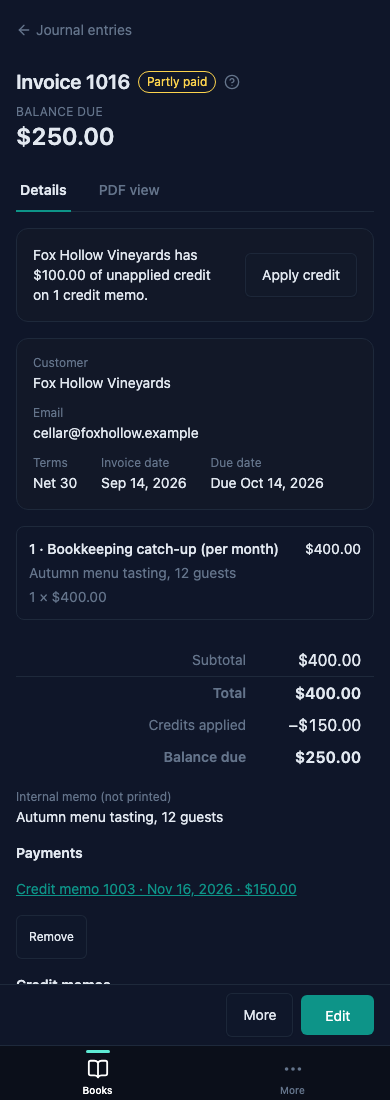 Journal entries
Invoice 1016 Partly paid
BALANCE DUE
$250.00
Details PDF view
Fox Hollow Vineyards has
$100.00 of unapplied credit
on 1 credit memo.
Apply credit
Customer
Fox Hollow Vineyards
Email
cellar@foxhollow.example
Terms Invoice date Due date
Net 30 Sep 14, 2026 Due Oct 14, 2026
1 · Bookkeeping catch-up (per month) $400.00
Autumn menu tasting, 12 guests
1 × $400.00
Subtotal $400.00
Total $400.00
Credits applied –$150.00
Balance due $250.00
Internal memo (not printed)
Autumn menu tasting, 12 guests
Payments
Credit memo 1003 · Nov 16, 2026 · $150.00
Remove
Credit memos
More Edit
Books More